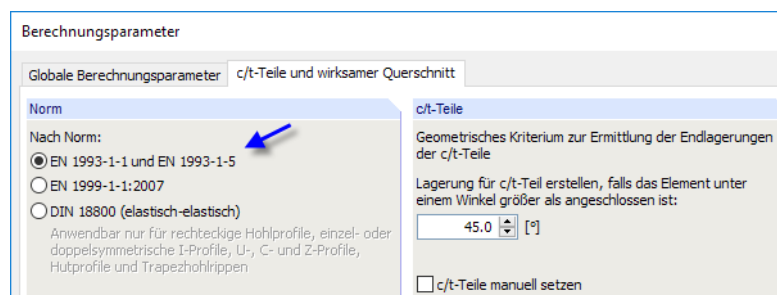 Berechnungsparameter
Globale Berechnungsparameter
c/t-Teile und wirksamer Querschnitt
Norm
Nach Norm:
EN 1993-1-1 und EN 1993-1-5
EN 1999-1-1:2007
DIN 18800 (elastisch-elastisch)
Anwendbar nur für rechteckige Hohlprofile, einzel- oder
doppelsymmetrische I-Profile, U-, C- und Z-Profile,
Hutprofile und Trapezhohlrippen
c/t-Teile
Geometrisches Kriterium zur Ermittlung der Endlagerungen
der c/t-Teile
Lagerung für c/t-Teil erstellen, falls das Element unter
einem Winkel größer als angeschlossen ist:
45.0 [°]
c/t-Teile manuell setzen